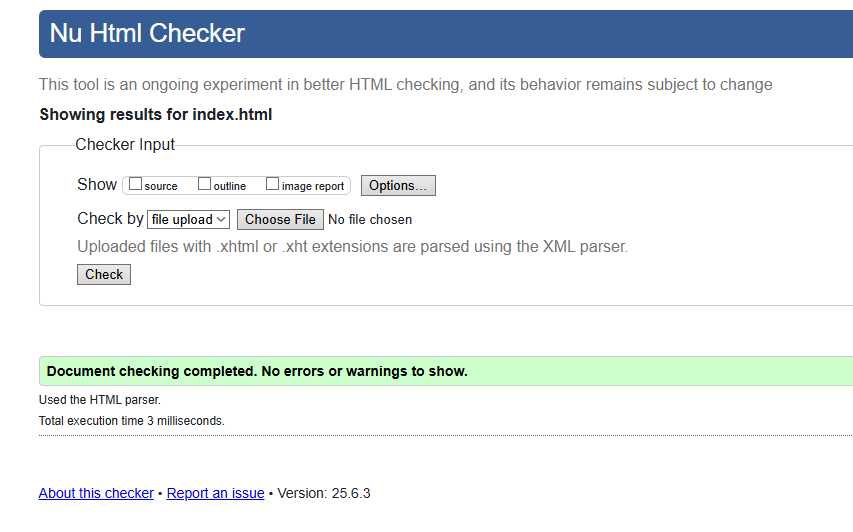 Nu Html Checker
This tool is an ongoing experiment in better HTML checking, and its behavior remains subject to change
Showing results for index.html
Checker Input
Show source outline image report Options...
Check by file upload Choose File No file chosen
Uploaded files with .xhtml or .xht extensions are parsed using the XML parser.
Check
Document checking completed. No errors or warnings to show.
Used the HTML parser.
Total execution time 3 milliseconds.
About this checker • Report an issue • Version: 25.6.3